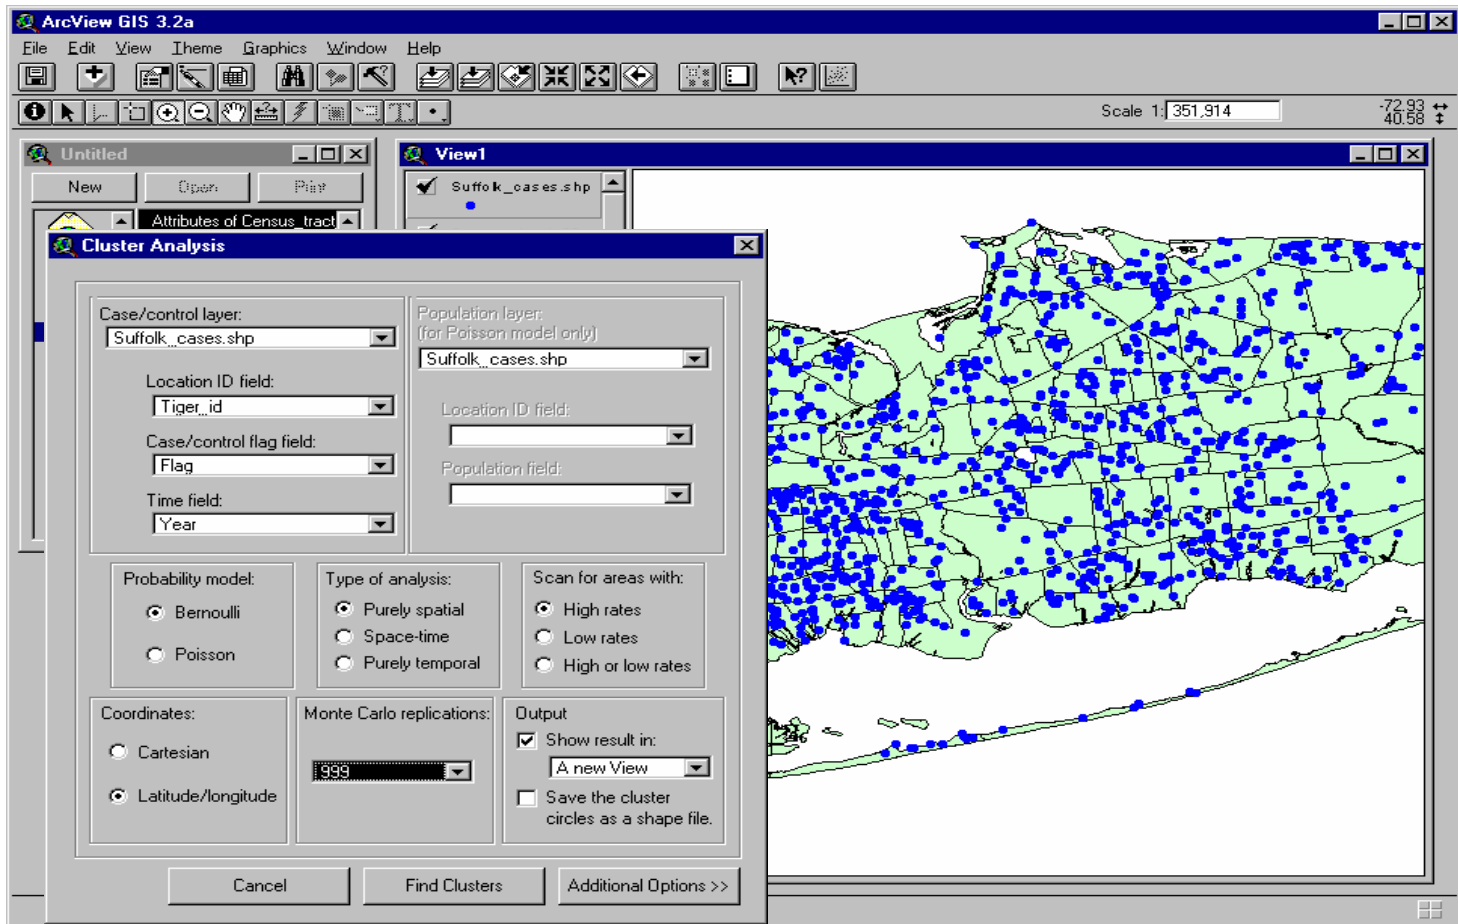 ArcView GIS 3.2a
File Edit View Theme Graphics Window Help
Scale 1: 351,914
-72.93
40.58
Untitled
New Open Print
Attributes of Census_tract
View1
Suffolk_cases.shp
Cluster Analysis
Case/control layer:
Suffolk_cases.shp
Location ID field:
Tiger_id
Case/control flag field:
Flag
Time field:
Year
Population layer:
(for Poisson model only)
Suffolk_cases.shp
Location ID field:
Population field:
Probability model:
Bernoulli
Poisson
Type of analysis:
Purely spatial
Space-time
Purely temporal
Scan for areas with:
High rates
Low rates
High or low rates
Coordinates:
Cartesian
Latitude/longitude
Monte Carlo replications:
999
Output
Show result in:
A new View
Save the cluster
circles as a shape file.
Cancel Find Clusters Additional Options >>